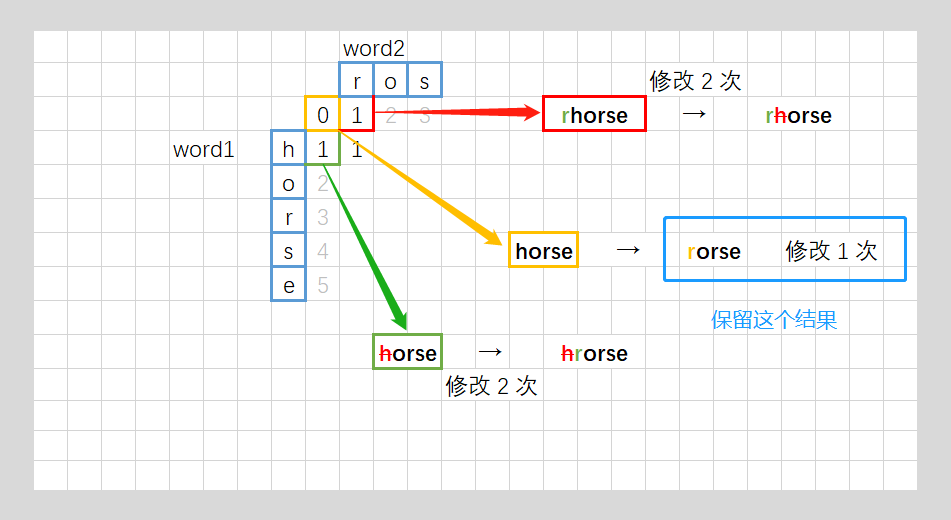 word2
r o s
修改 2 次
0 1 2 3
rhorse → rhorse
word1 h 1 1
o 2
r 3
s 4
horse → rorse 修改 1 次
e 5
保留这个结果
horse → hrorse
修改 2 次